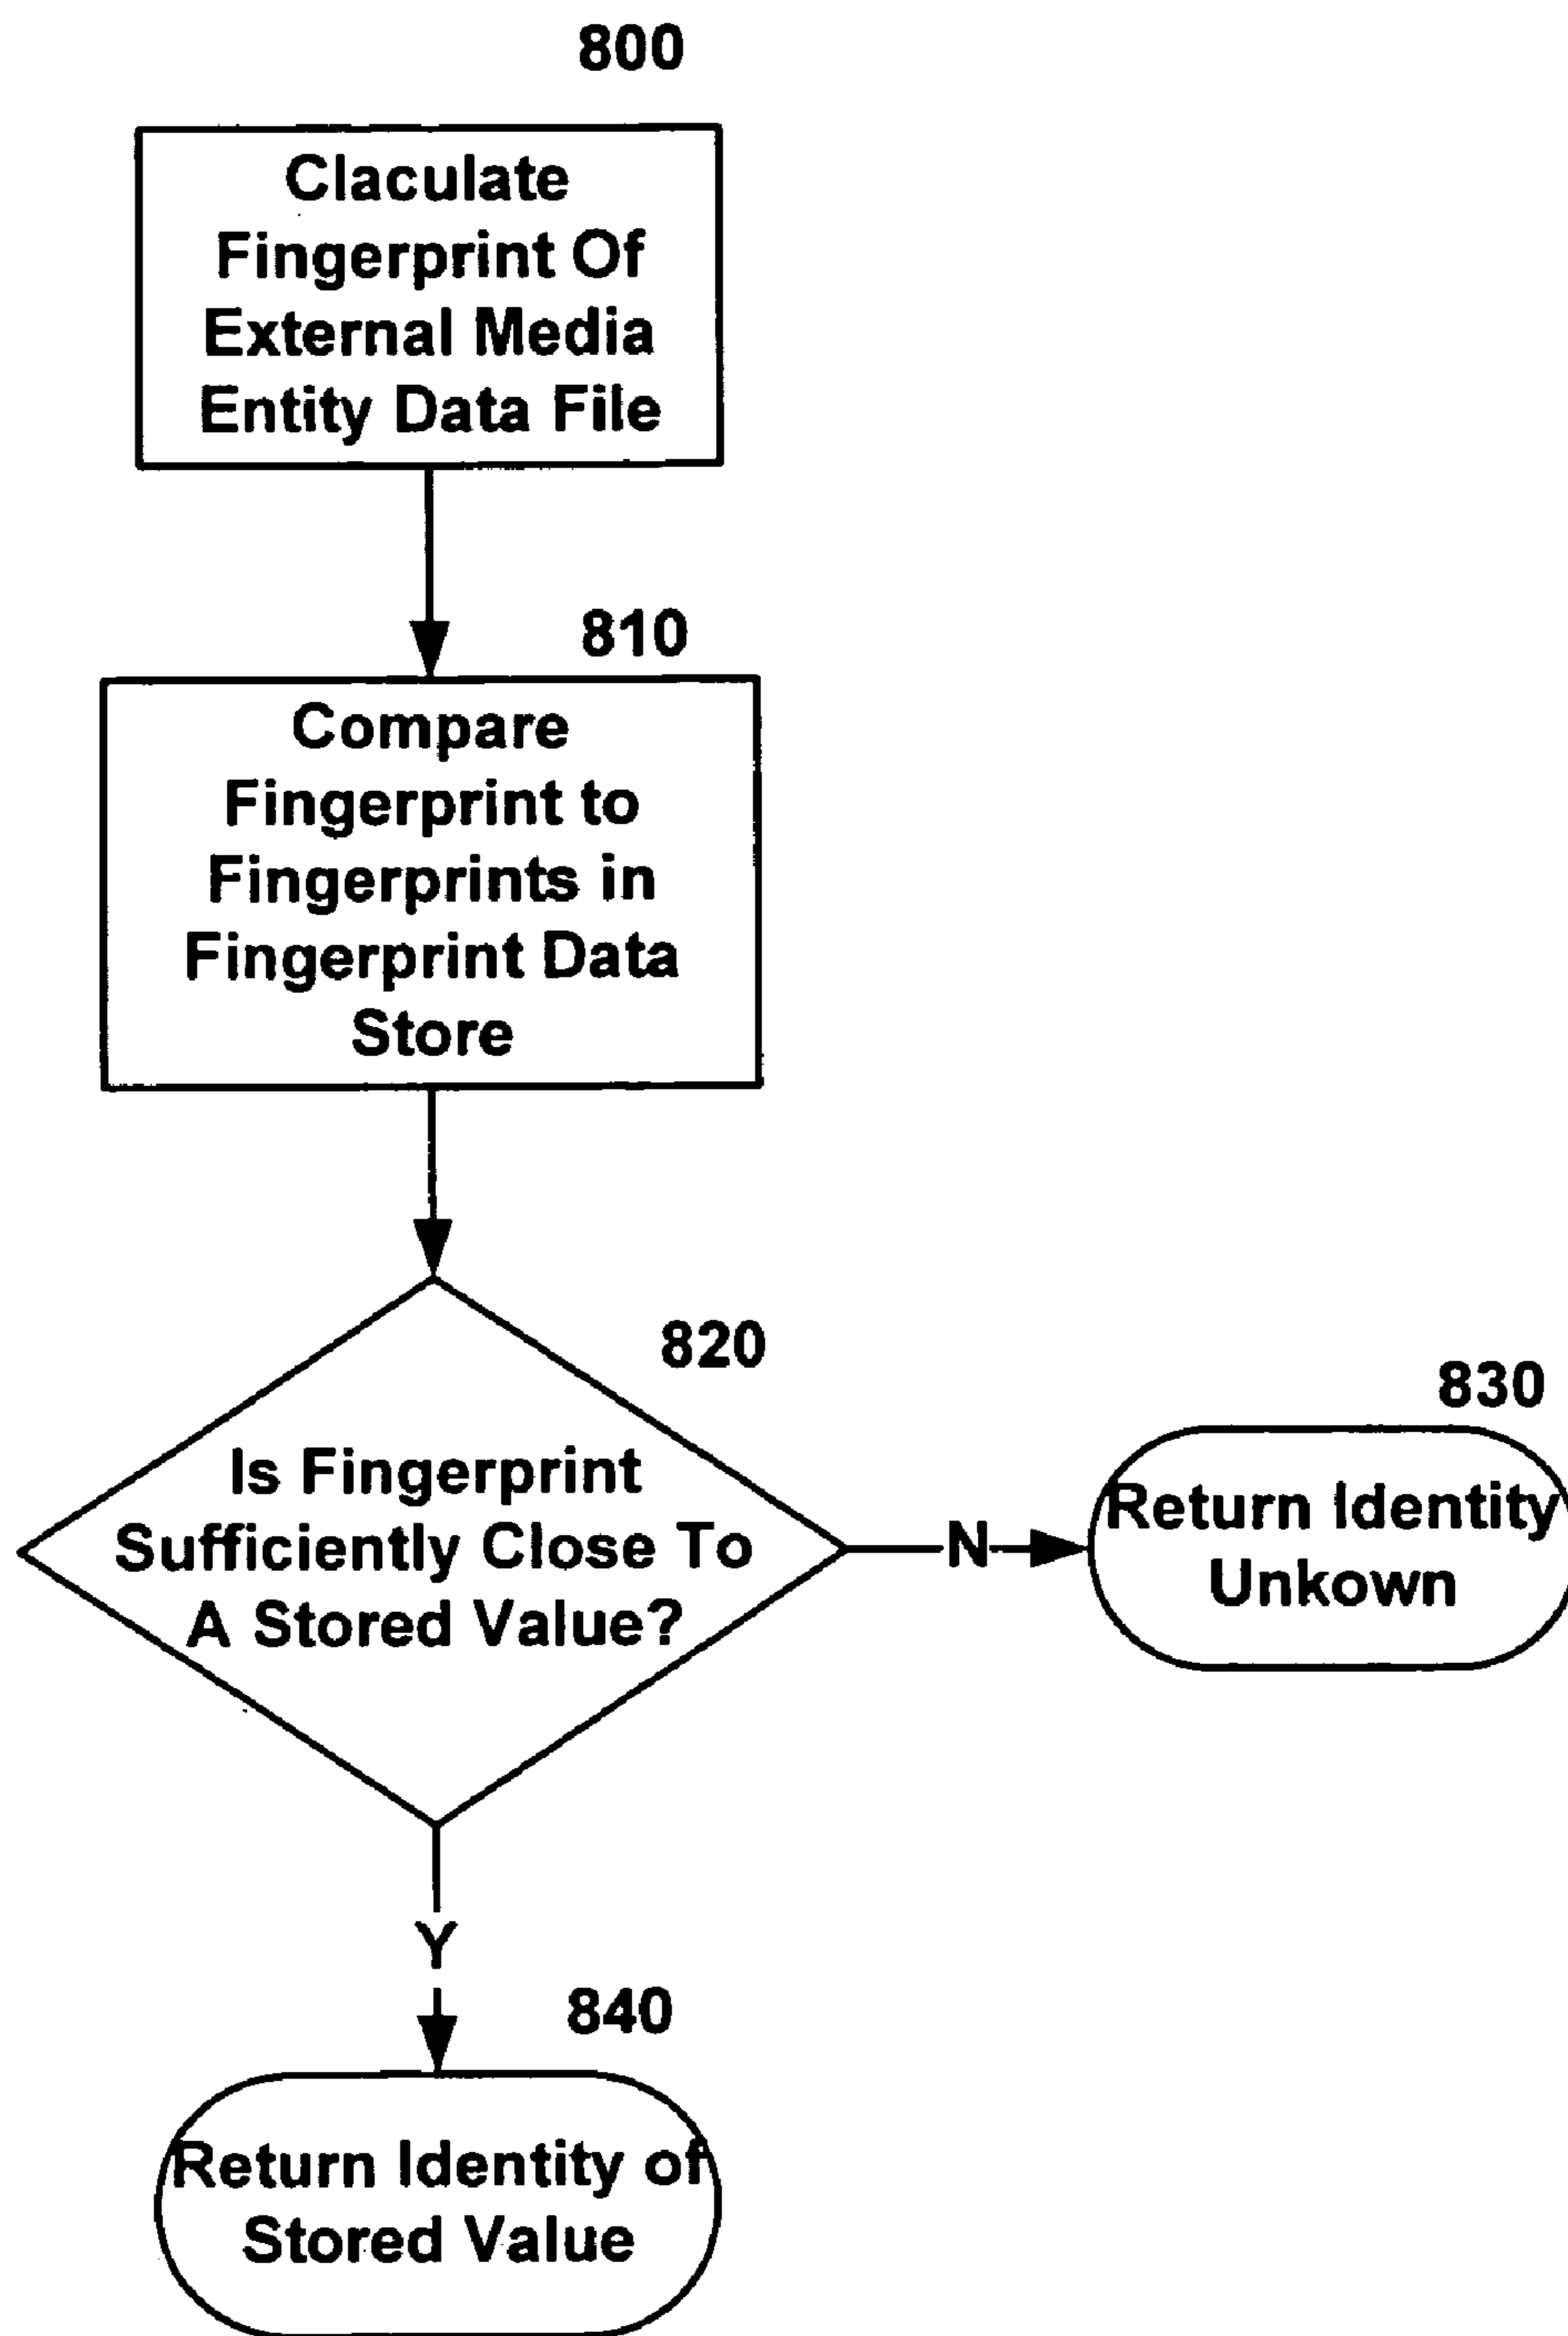 800
Claculate
Fingerprint Of
External Media
Entity Data File
810
Compare
Fingerprint to
Fingerprints in
Fingerprint Data
Store
820
Is Fingerprint
Sufficiently Close To
A Stored Value?
N
830
Return Identity
Unkown
Y
840
Return Identity of
Stored Value